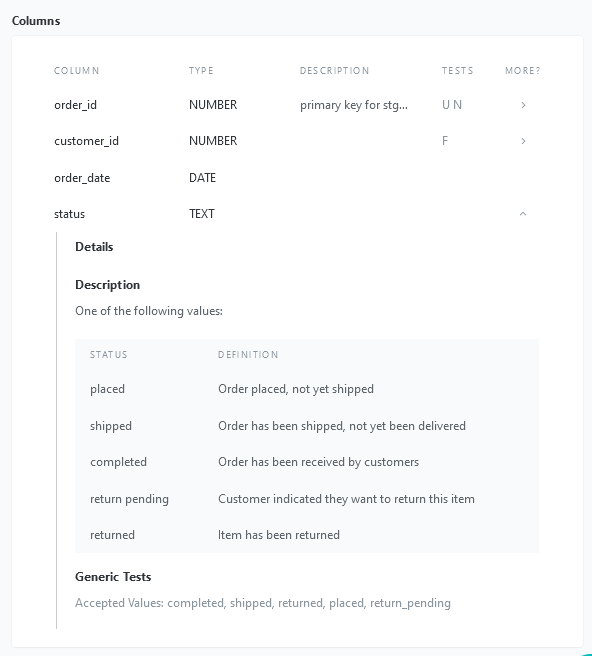 Columns
COLUMN TYPE DESCRIPTION TESTS MORE?
order_id NUMBER primary key for stg... U N
customer_id NUMBER F
order_date DATE
status TEXT
Details
Description
One of the following values:
STATUS DEFINITION
placed Order placed, not yet shipped
shipped Order has been shipped, not yet been delivered
completed Order has been received by customers
return pending Customer indicated they want to return this item
returned Item has been returned
Generic Tests
Accepted Values: completed, shipped, returned, placed, return_pending